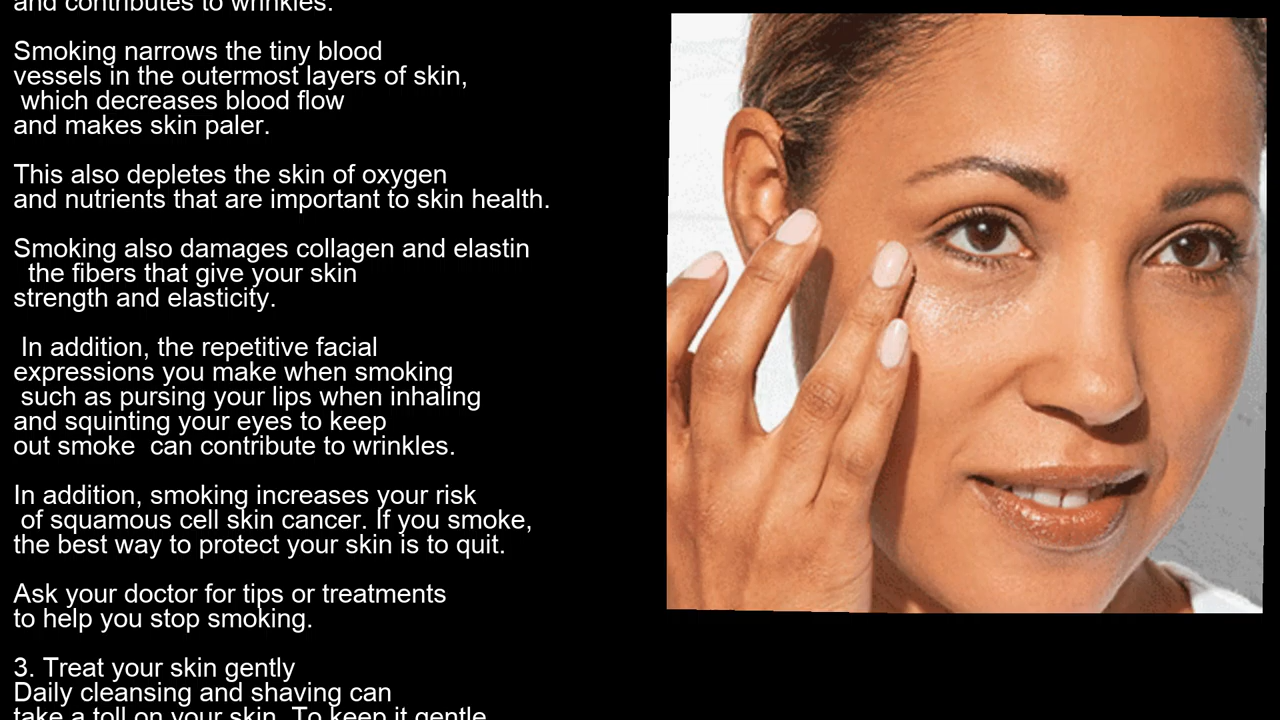 and contributes to wrinkles.
Smoking narrows the tiny blood
vessels in the outermost layers of skin,
which decreases blood flow
and makes skin paler.
This also depletes the skin of oxygen
and nutrients that are important to skin health.
Smoking also damages collagen and elastin
the fibers that give your skin
strength and elasticity.
In addition, the repetitive facial
expressions you make when smoking
such as pursing your lips when inhaling
and squinting your eyes to keep
out smoke  can contribute to wrinkles.
In addition, smoking increases your risk
of squamous cell skin cancer. If you smoke,
the best way to protect your skin is to quit.
Ask your doctor for tips or treatments
to help you stop smoking.
3. Treat your skin gently
Daily cleansing and shaving can
take a toll on your skin. To keep it gentle